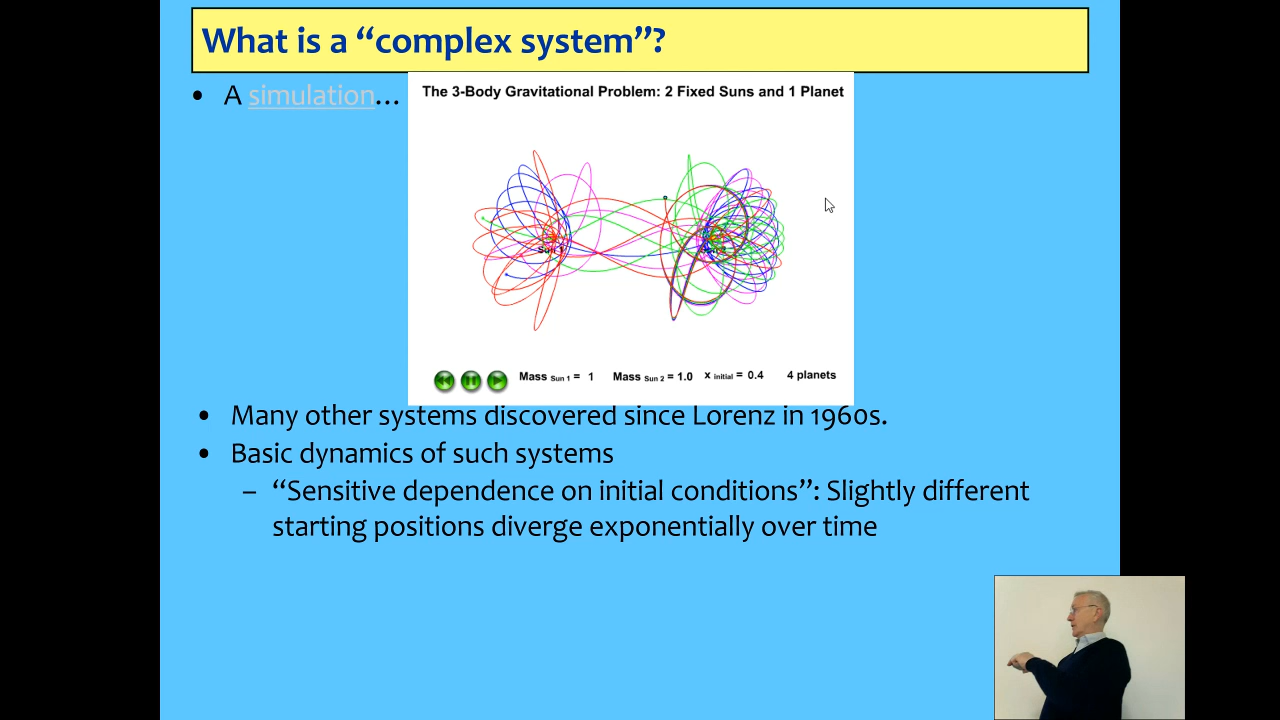 What is a “complex system”?
• A simulation…
The 3-Body Gravitational Problem: 2 Fixed Suns and 1 Planet
Sun 1
Mass Sun 1 = 1 Mass Sun 2 = 1.0 x initial = 0.4 4 planets
• Many other systems discovered since Lorenz in 1960s.
• Basic dynamics of such systems
– “Sensitive dependence on initial conditions”: Slightly different
starting positions diverge exponentially over time